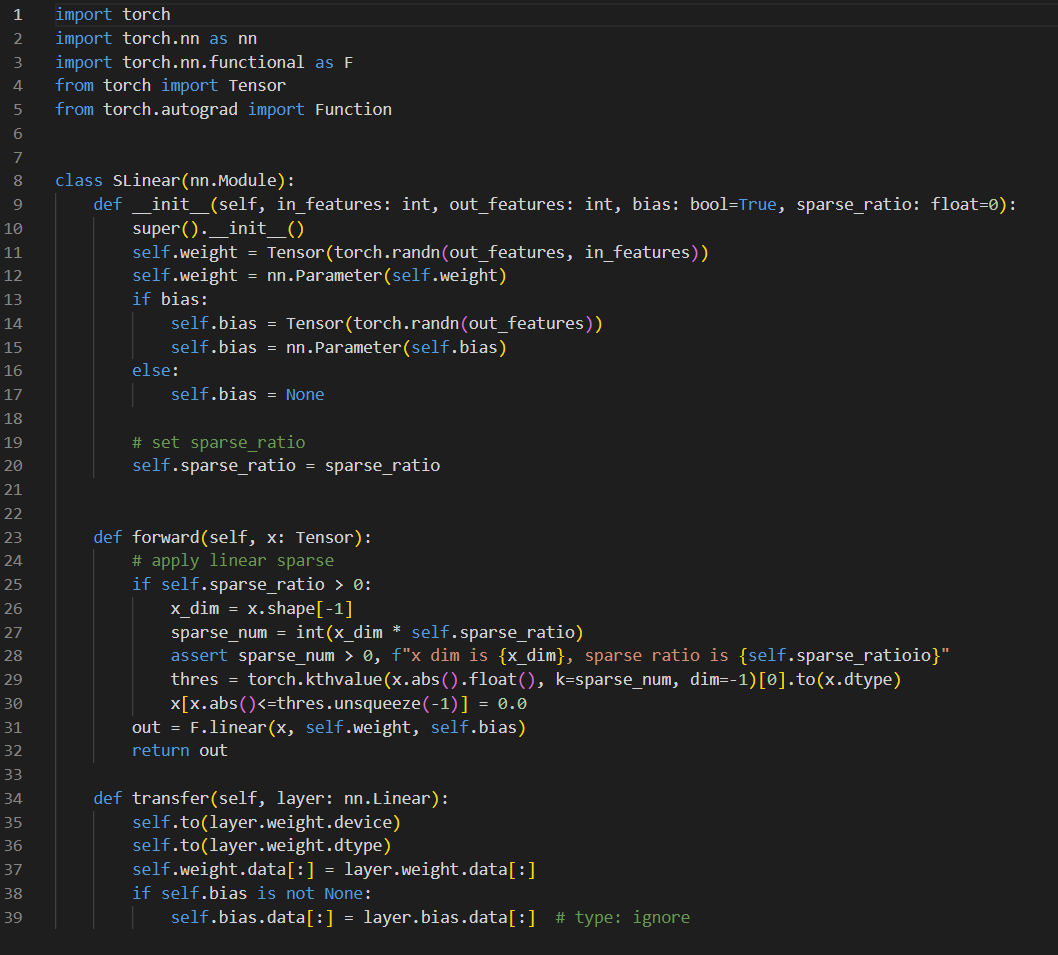 1 import torch
2 import torch.nn as nn
3 import torch.nn.functional as F
4 from torch import Tensor
5 from torch.autograd import Function
6
7
8 class SLinear(nn.Module):
9     def __init__(self, in_features: int, out_features: int, bias: bool=True, sparse_ratio: float=0):
10         super().__init__()
11         self.weight = Tensor(torch.randn(out_features, in_features))
12         self.weight = nn.Parameter(self.weight)
13         if bias:
14             self.bias = Tensor(torch.randn(out_features))
15             self.bias = nn.Parameter(self.bias)
16         else:
17             self.bias = None
18
19         # set sparse_ratio
20         self.sparse_ratio = sparse_ratio
21
22
23     def forward(self, x: Tensor):
24         # apply linear sparse
25         if self.sparse_ratio > 0:
26             x_dim = x.shape[-1]
27             sparse_num = int(x_dim * self.sparse_ratio)
28             assert sparse_num > 0, f"x dim is {x_dim}, sparse ratio is {self.sparse_ratioio}"
29             thres = torch.kthvalue(x.abs().float(), k=sparse_num, dim=-1)[0].to(x.dtype)
30             x[x.abs()<=thres.unsqueeze(-1)] = 0.0
31         out = F.linear(x, self.weight, self.bias)
32         return out
33
34     def transfer(self, layer: nn.Linear):
35         self.to(layer.weight.device)
36         self.to(layer.weight.dtype)
37         self.weight.data[:] = layer.weight.data[:]
38         if self.bias is not None:
39             self.bias.data[:] = layer.bias.data[:]  # type: ignore